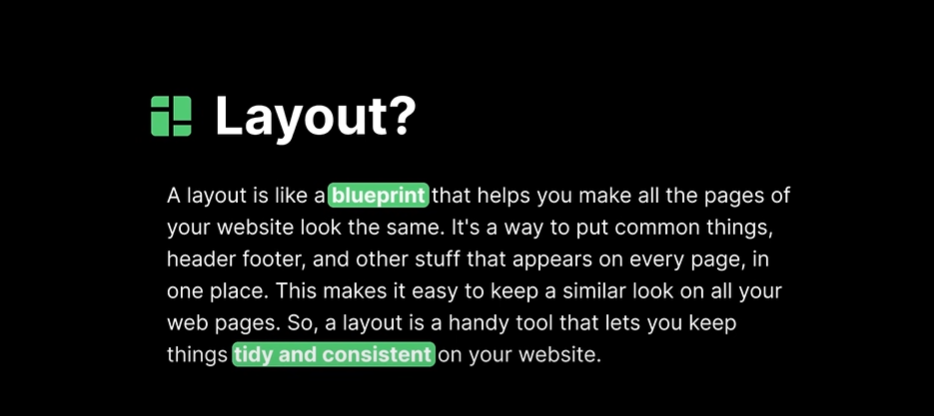 Layout?
A layout is like a blueprint that helps you make all the pages of
your website look the same. It's a way to put common things,
header footer, and other stuff that appears on every page, in
one place. This makes it easy to keep a similar look on all your
web pages. So, a layout is a handy tool that lets you keep
things tidy and consistent on your website.